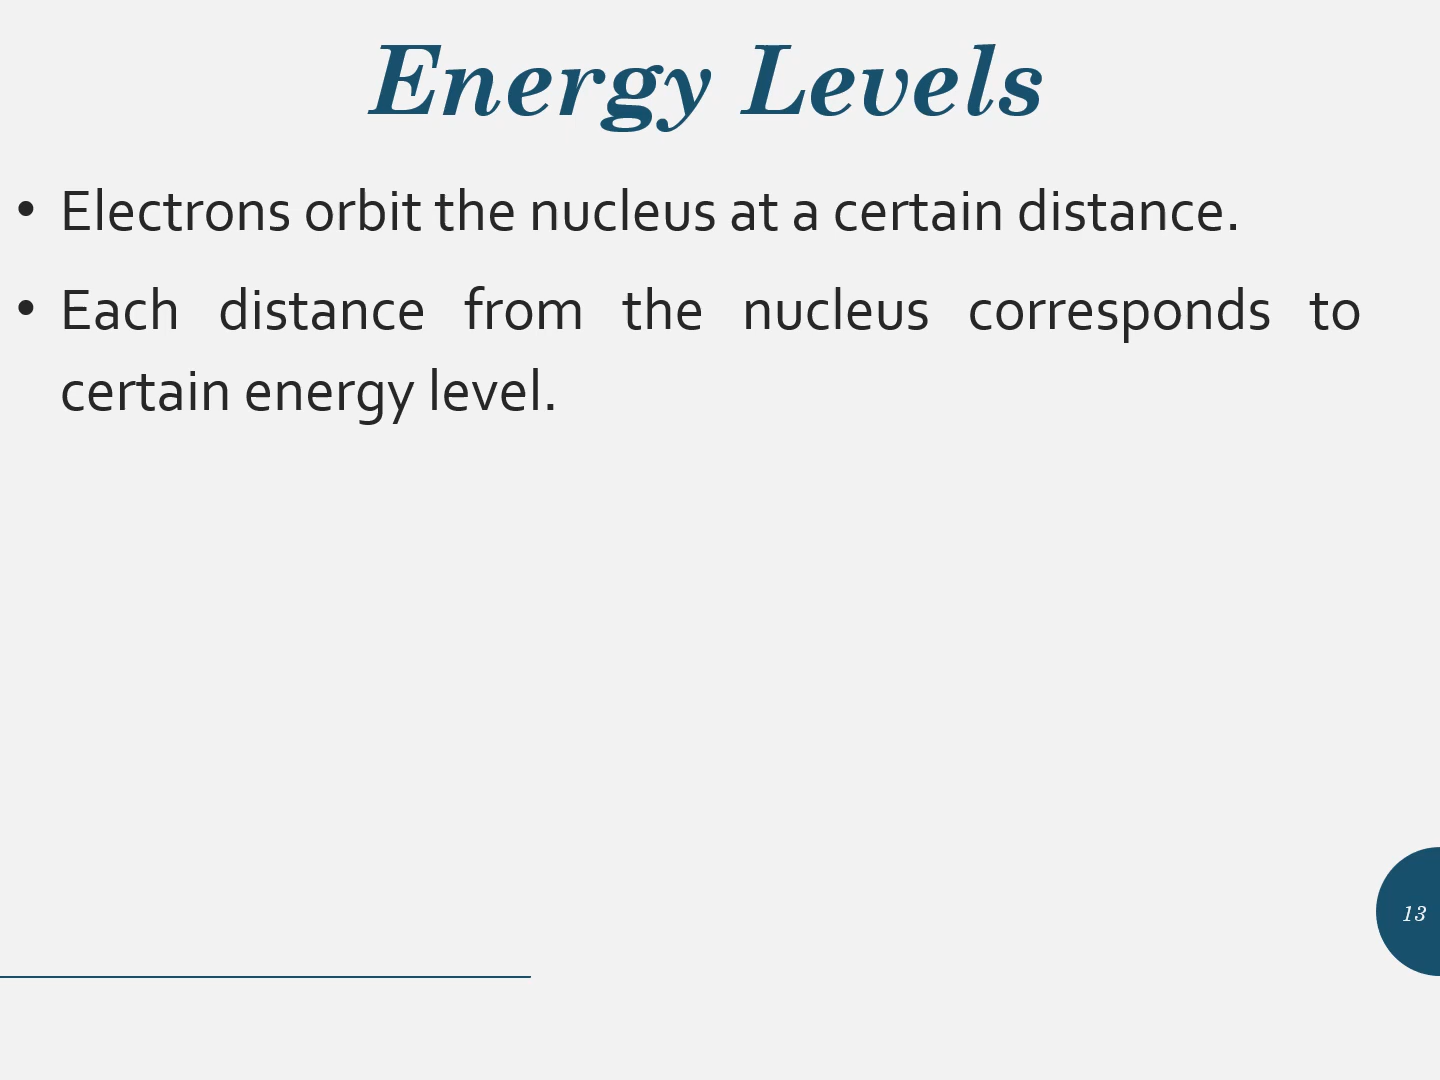 Energy Levels
• Electrons orbit the nucleus at a certain distance.
• Each distance from the nucleus corresponds to
certain energy level.
13